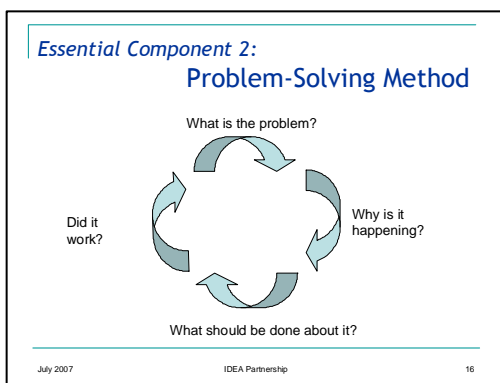 Essential Component 2:
Problem-Solving Method
What is the problem?
Why is it
happening?
What should be done about it?
Did it
work?
July 2007 IDEA Partnership 16